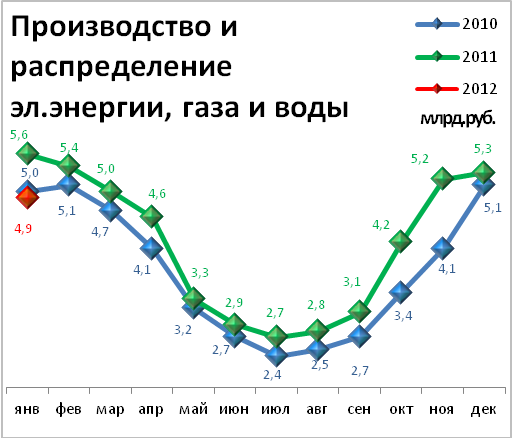 Производство и
распределение
эл.энергии, газа и воды
2010
2011
2012
млрд.руб.
5,6 5,4 5,0 4,6 3,3 2,9 2,7 2,8 3,1 4,2 5,2 5,3
5,0 5,1 4,7 4,1 3,2 2,7 2,4 2,5 2,7 3,4 4,1 5,1
4,9
янв фев мар апр май июн июл авг сен окт ноя дек